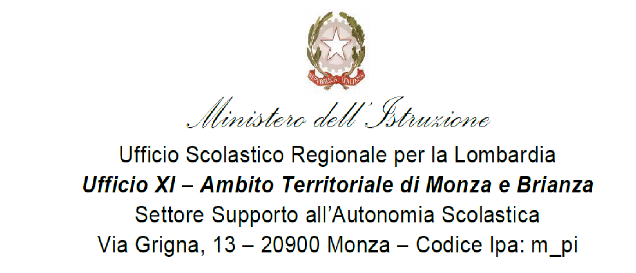 Ministero dell'Istruzione
Ufficio Scolastico Regionale per la Lombardia
Ufficio XI – Ambito Territoriale di Monza e Brianza
Settore Supporto all'Autonomia Scolastica
Via Grigna, 13 – 20900 Monza – Codice Ipa: m_pi